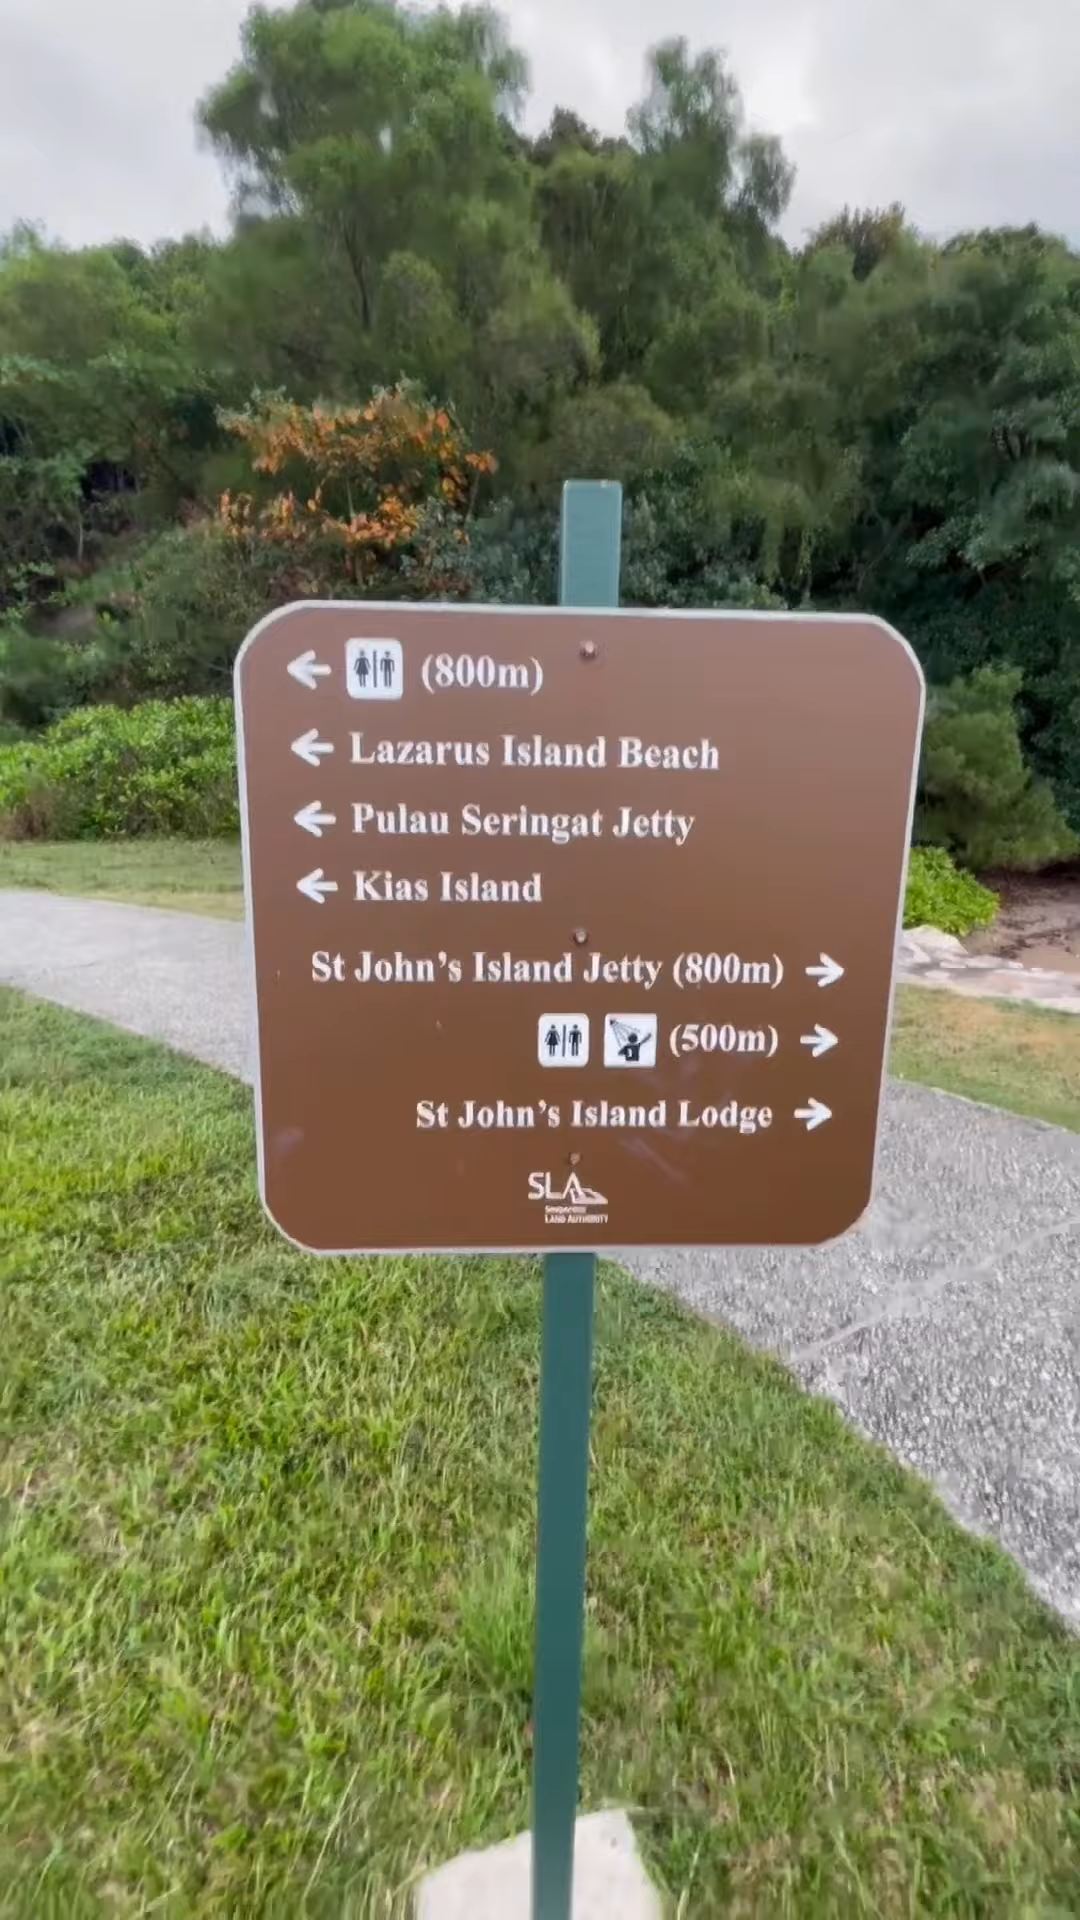 ← (800m)
← Lazarus Island Beach
← Pulau Seringat Jetty
← Kias Island
St John's Island Jetty (800m) →
(500m) →
St John's Island Lodge →
SLA
SINGAPORE
LAND AUTHORITY